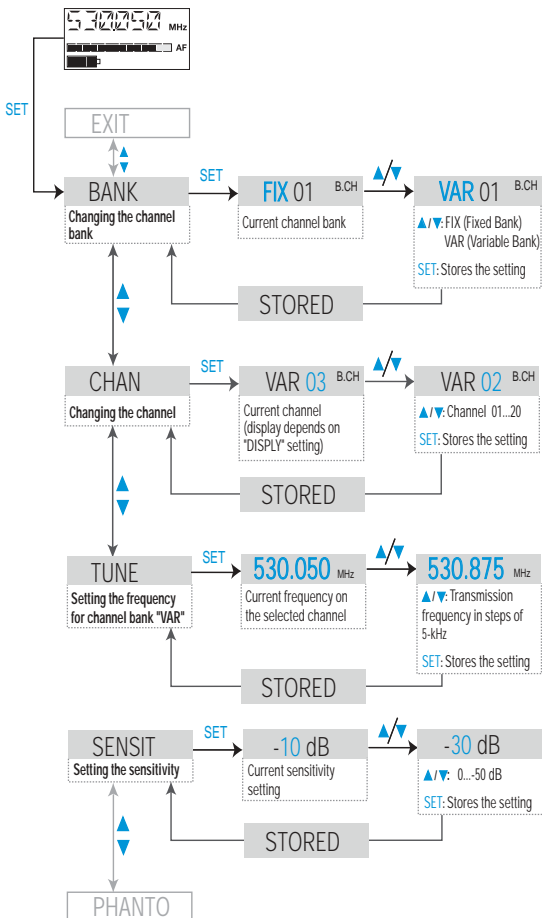 530.050 MHz
AF
SET
EXIT
BANK
Changing the channel
bank
SET
FIX 01 B.CH
Current channel bank
VAR 01 B.CH
▲/▼: FIX (Fixed Bank)
VAR (Variable Bank)
SET: Stores the setting
STORED
CHAN
Changing the channel
SET
VAR 03 B.CH
Current channel
(display depends on
"DISPLY" setting)
VAR 02 B.CH
▲/▼: Channel 01...20
SET: Stores the setting
STORED
TUNE
Setting the frequency
for channel bank "VAR"
SET
530.050 MHz
Current frequency on
the selected channel
530.875 MHz
▲/▼: Transmission
frequency in steps of
5-kHz
SET: Stores the setting
STORED
SENSIT
Setting the sensitivity
SET
-10 dB
Current sensitivity
setting
-30 dB
▲/▼: 0...-50 dB
SET: Stores the setting
STORED
PHANTO